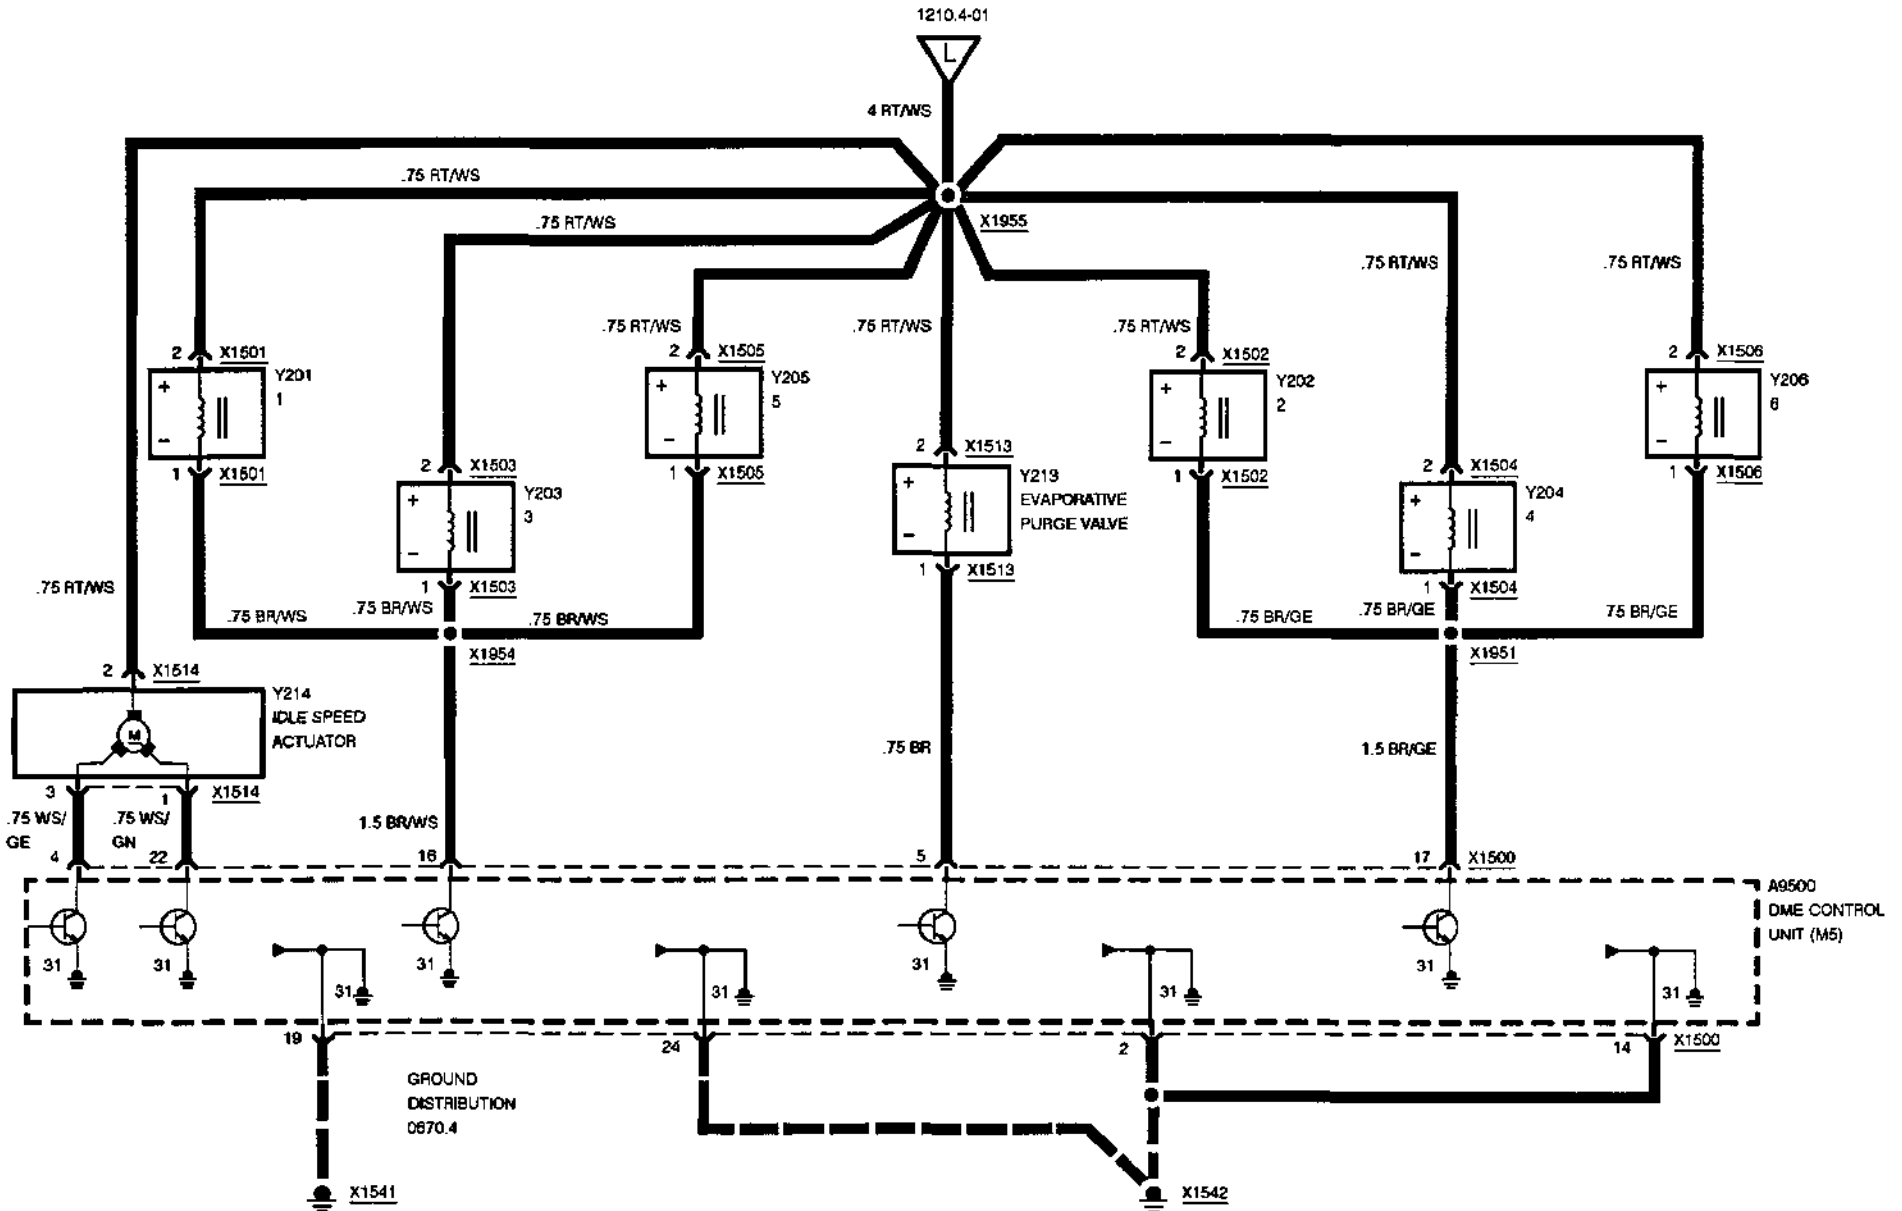 1210.4-01
L
4 RT/WS
.75 RT/WS
.75 RT/WS
X1955
.75 RT/WS
.75 RT/WS
.75 RT/WS
.75 RT/WS
.75 RT/WS
2 X1501
2 X1505
2 X1502
2 X1506
+
-
Y201
1
+
-
Y205
5
+
-
Y202
2
+
-
Y206
6
2 X1513
1 X1501
2 X1503
1 X1505
1 X1502
2 X1504
1 X1506
+
-
Y203
3
+
-
Y213
EVAPORATIVE
PURGE VALVE
+
-
Y204
4
1 X1513
1 X1503
1 X1504
.75 RT/WS
.75 BR/WS
.75 BR/WS
.75 BR/WS
.75 BR/GE
.75 BR/GE
75 BR/GE
X1954
X1951
2 X1514
Y214
IDLE SPEED
ACTUATOR
M
.75 BR
1.5 BR/GE
3
1
X1514
.75 WS/
GE
.75 WS/
GN
1.5 BR/WS
4
22
16
5
17
X1500
A9500
DME CONTROL
UNIT (M5)
31
31
31
31
31
31
31
31
31
19
24
2
14
X1500
GROUND
DISTRIBUTION
0670.4
X1541
X1542